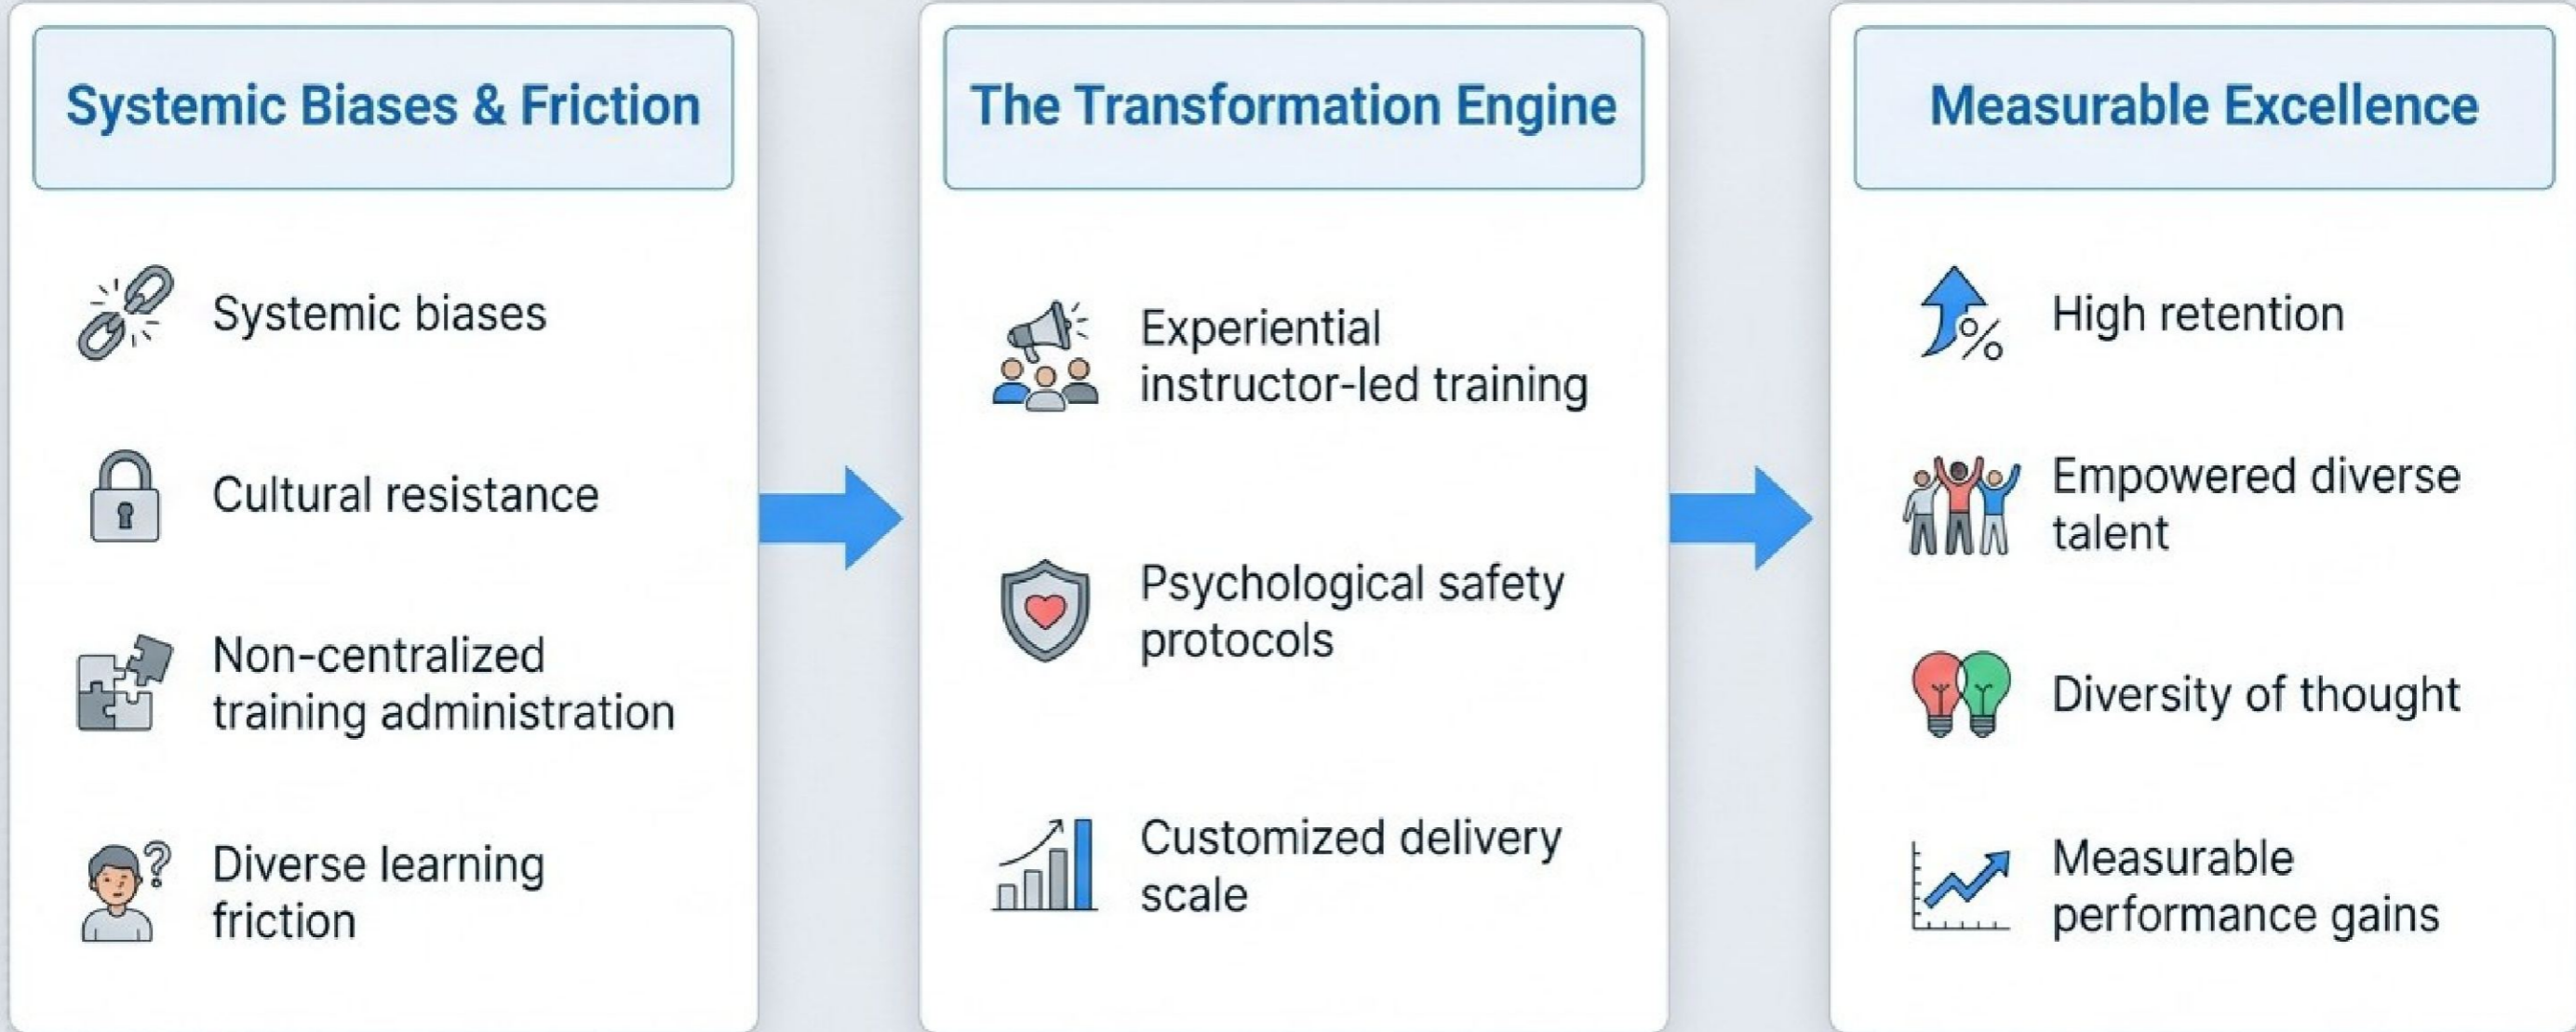 Systemic Biases & Friction
Systemic biases
Cultural resistance
Non-centralized
training administration
Diverse learning
friction
The Transformation Engine
Experiential
instructor-led training
Psychological safety
protocols
Customized delivery
scale
Measurable Excellence
%
High retention
Empowered diverse
talent
Diversity of thought
Measurable
performance gains